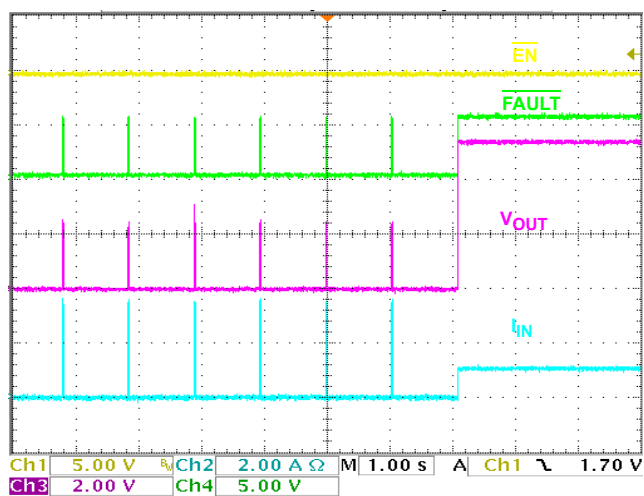 EN
FAULT
VOUT
IIN
Ch1 5.00 V BW Ch2 2.00 A Ω M 1.00 s A Ch1 1.70 V
Ch3 2.00 V Ch4 5.00 V